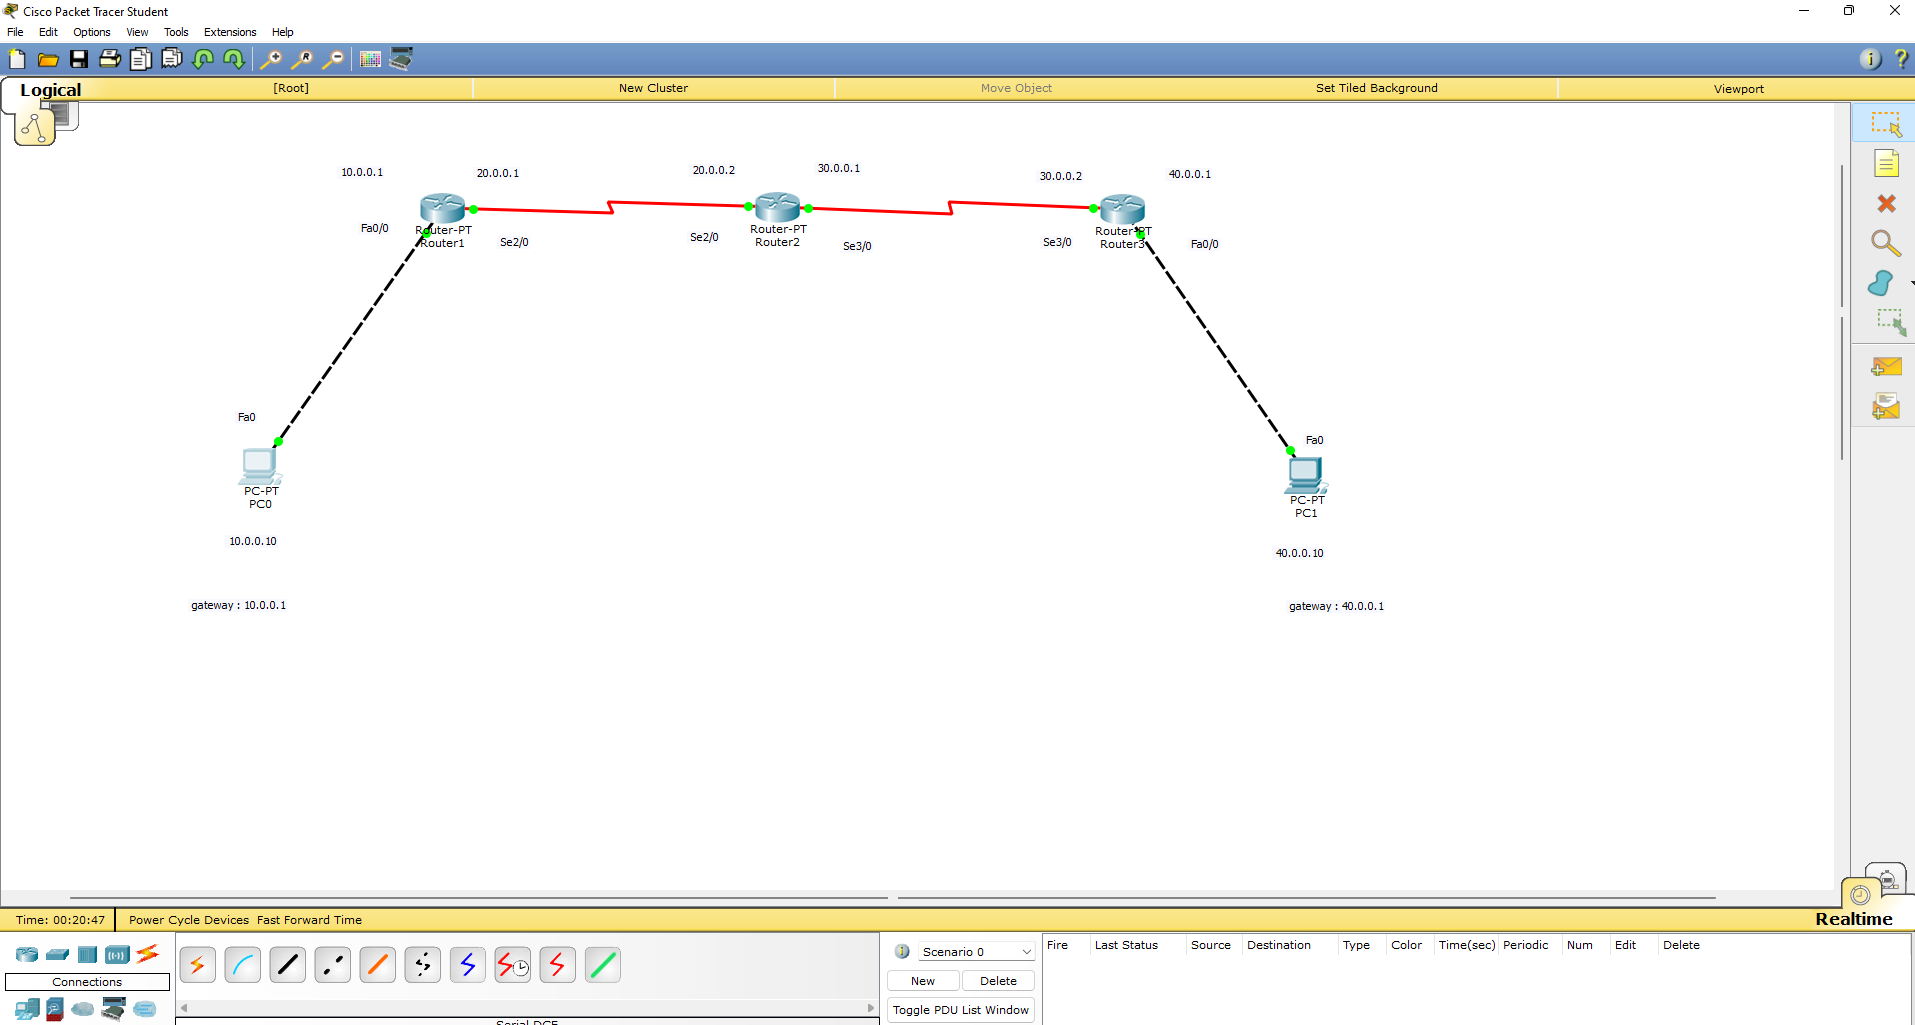 Cisco Packet Tracer Student
File Edit Options View Tools Extensions Help
Logical [Root] New Cluster Move Object Set Tiled Background Viewport
10.0.0.1 20.0.0.1 20.0.0.2 30.0.0.1 30.0.0.2 40.0.0.1
Fa0/0 Router-PT Router-PT Router-PT
Router1 Se2/0 Se2/0 Router2 Se3/0 Se3/0 Router3 Fa0/0
Fa0 Fa0
PC-PT PC-PT
PC0 PC1
10.0.0.10 40.0.0.10
gateway : 10.0.0.1 gateway : 40.0.0.1
Time: 00:20:47 Power Cycle Devices Fast Forward Time Realtime
Connections
Serial DCE
Scenario 0
New Delete
Toggle PDU List Window
Fire Last Status Source Destination Type Color Time(sec) Periodic Num Edit Delete